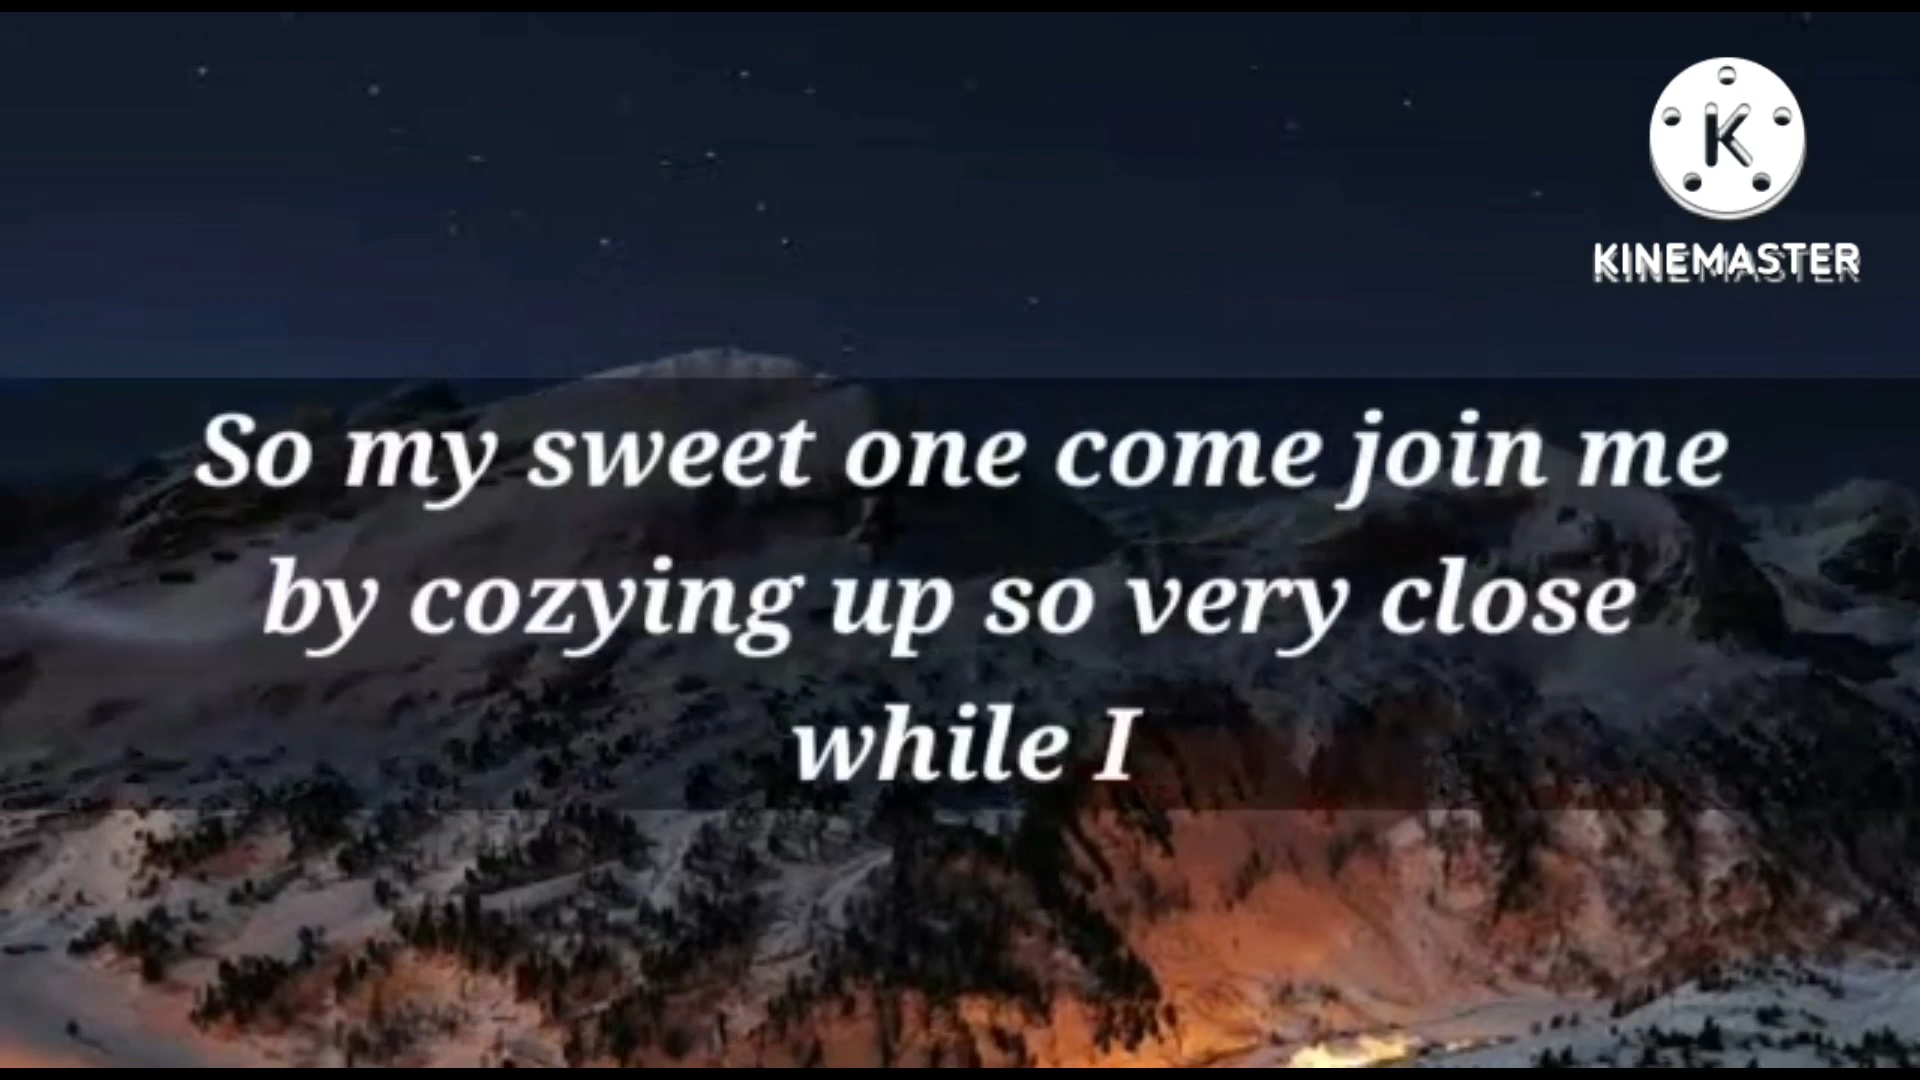 K
KINEMASTER
So my sweet one come join me
by cozying up so very close
while I